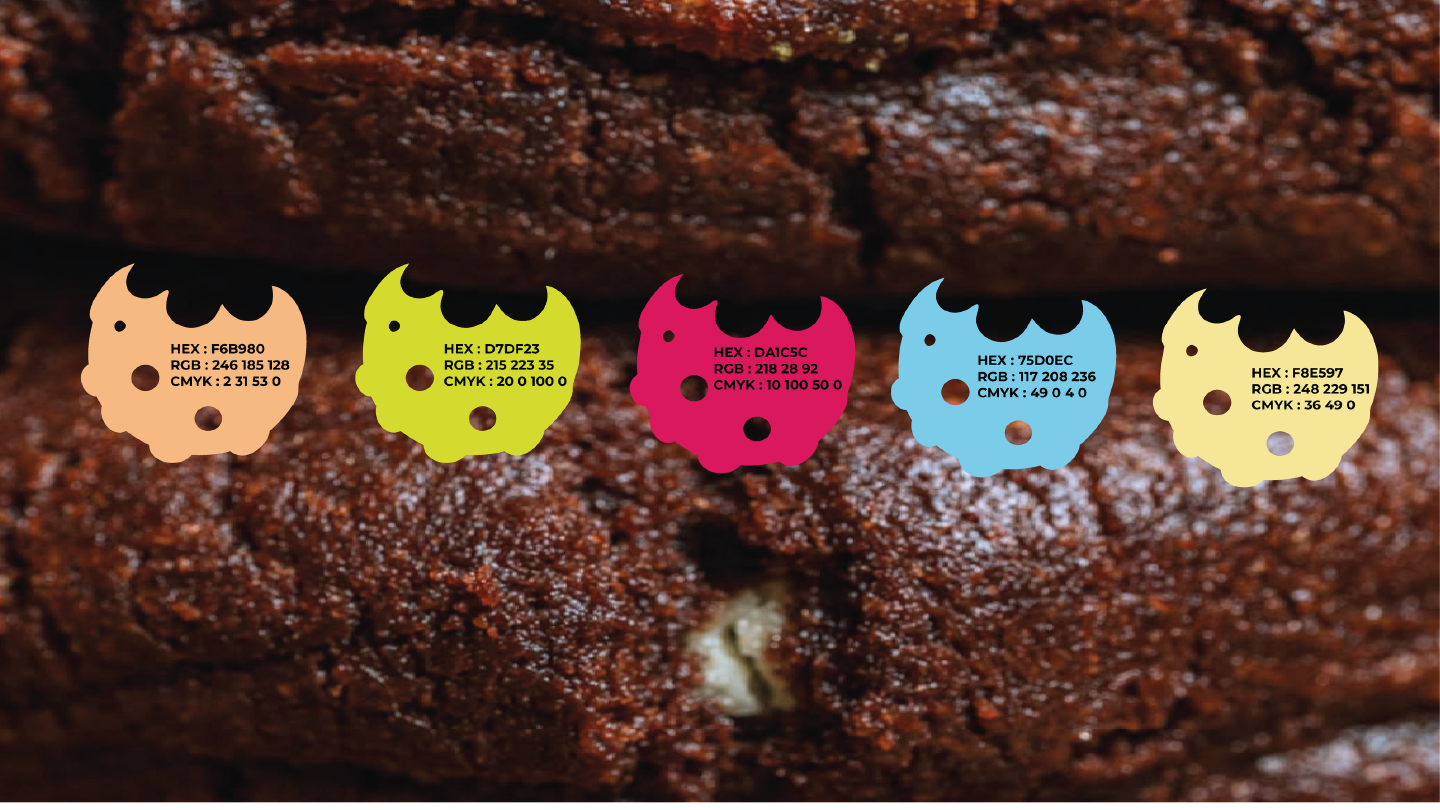 HEX : F6B980
RGB : 246 185 128
CMYK : 2 31 53 0
HEX : D7DF23
RGB : 215 223 35
CMYK : 20 0 100 0
HEX : DA1C5C
RGB : 218 28 92
CMYK : 10 100 50 0
HEX : 75D0EC
RGB : 117 208 236
CMYK : 49 0 4 0
HEX : F8E597
RGB : 248 229 151
CMYK : 36 49 0